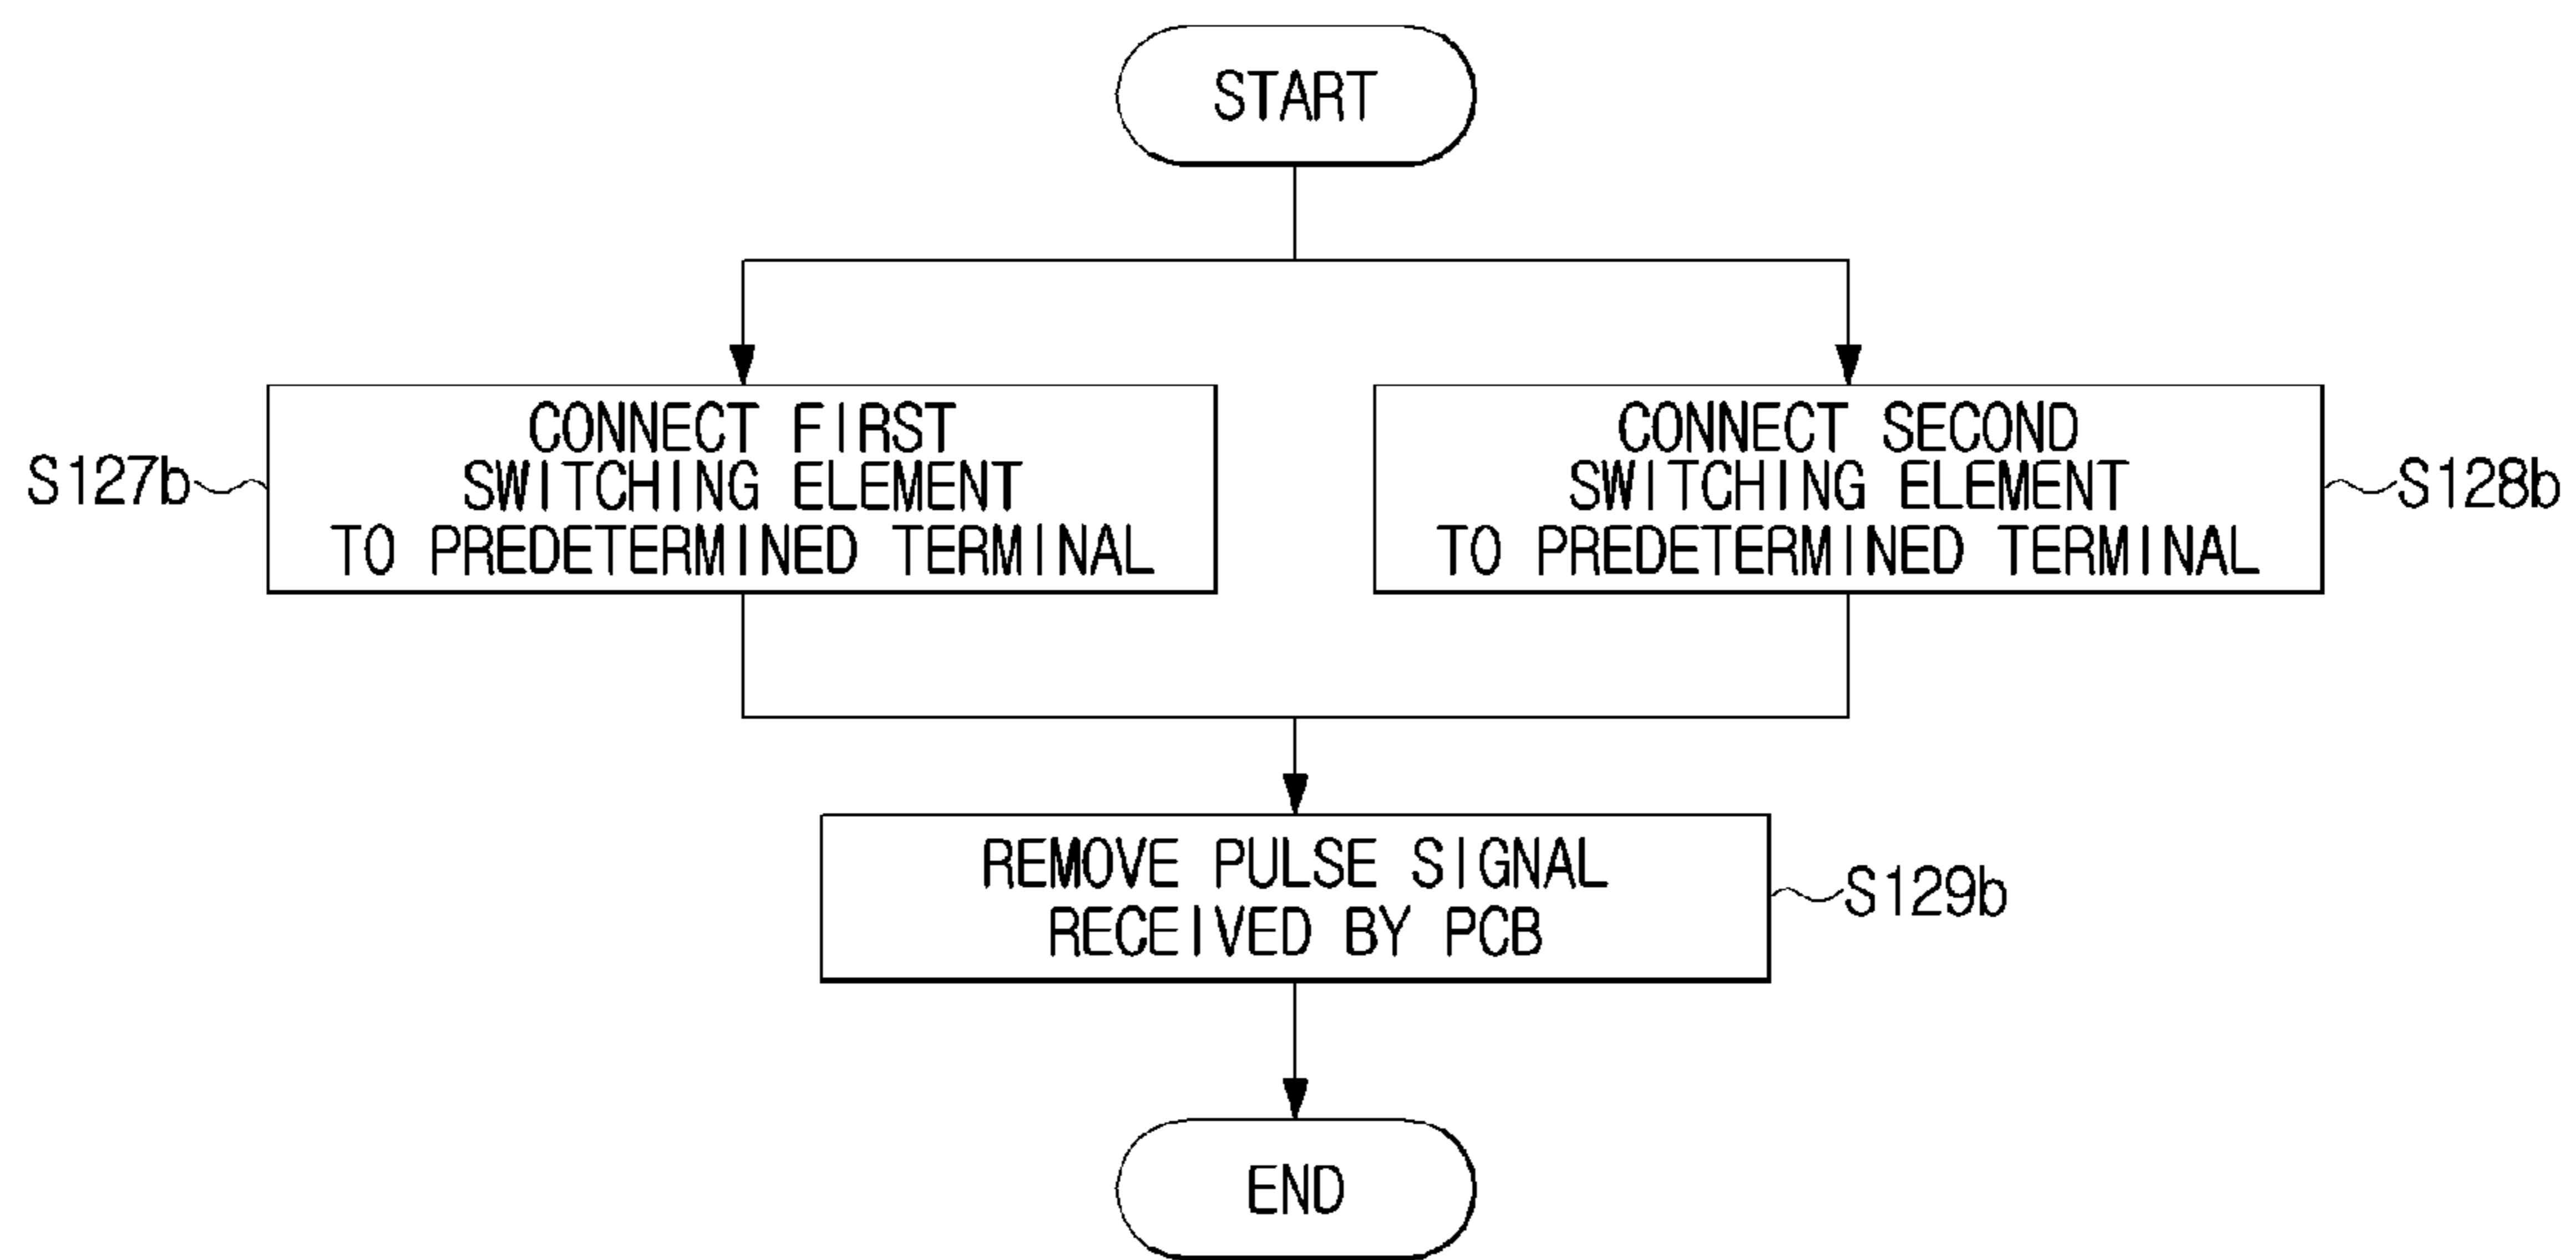 START
CONNECT FIRST
SWITCHING ELEMENT
TO PREDETERMINED TERMINAL
S127b
CONNECT SECOND
SWITCHING ELEMENT
TO PREDETERMINED TERMINAL
S128b
REMOVE PULSE SIGNAL
RECEIVED BY PCB
S129b
END